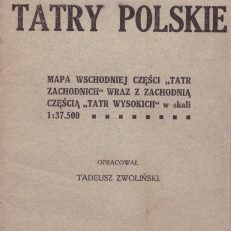 TATRY POLSKIE
MAPA WSCHODNIEJ CZĘŚCI „TATR
ZACHODNICH” WRAZ Z ZACHODNIĄ
CZĘŚCIĄ „TATR WYSOKICH” w skali
1:37.500
OPRACOWAŁ
TADEUSZ ZWOLIŃSKI.